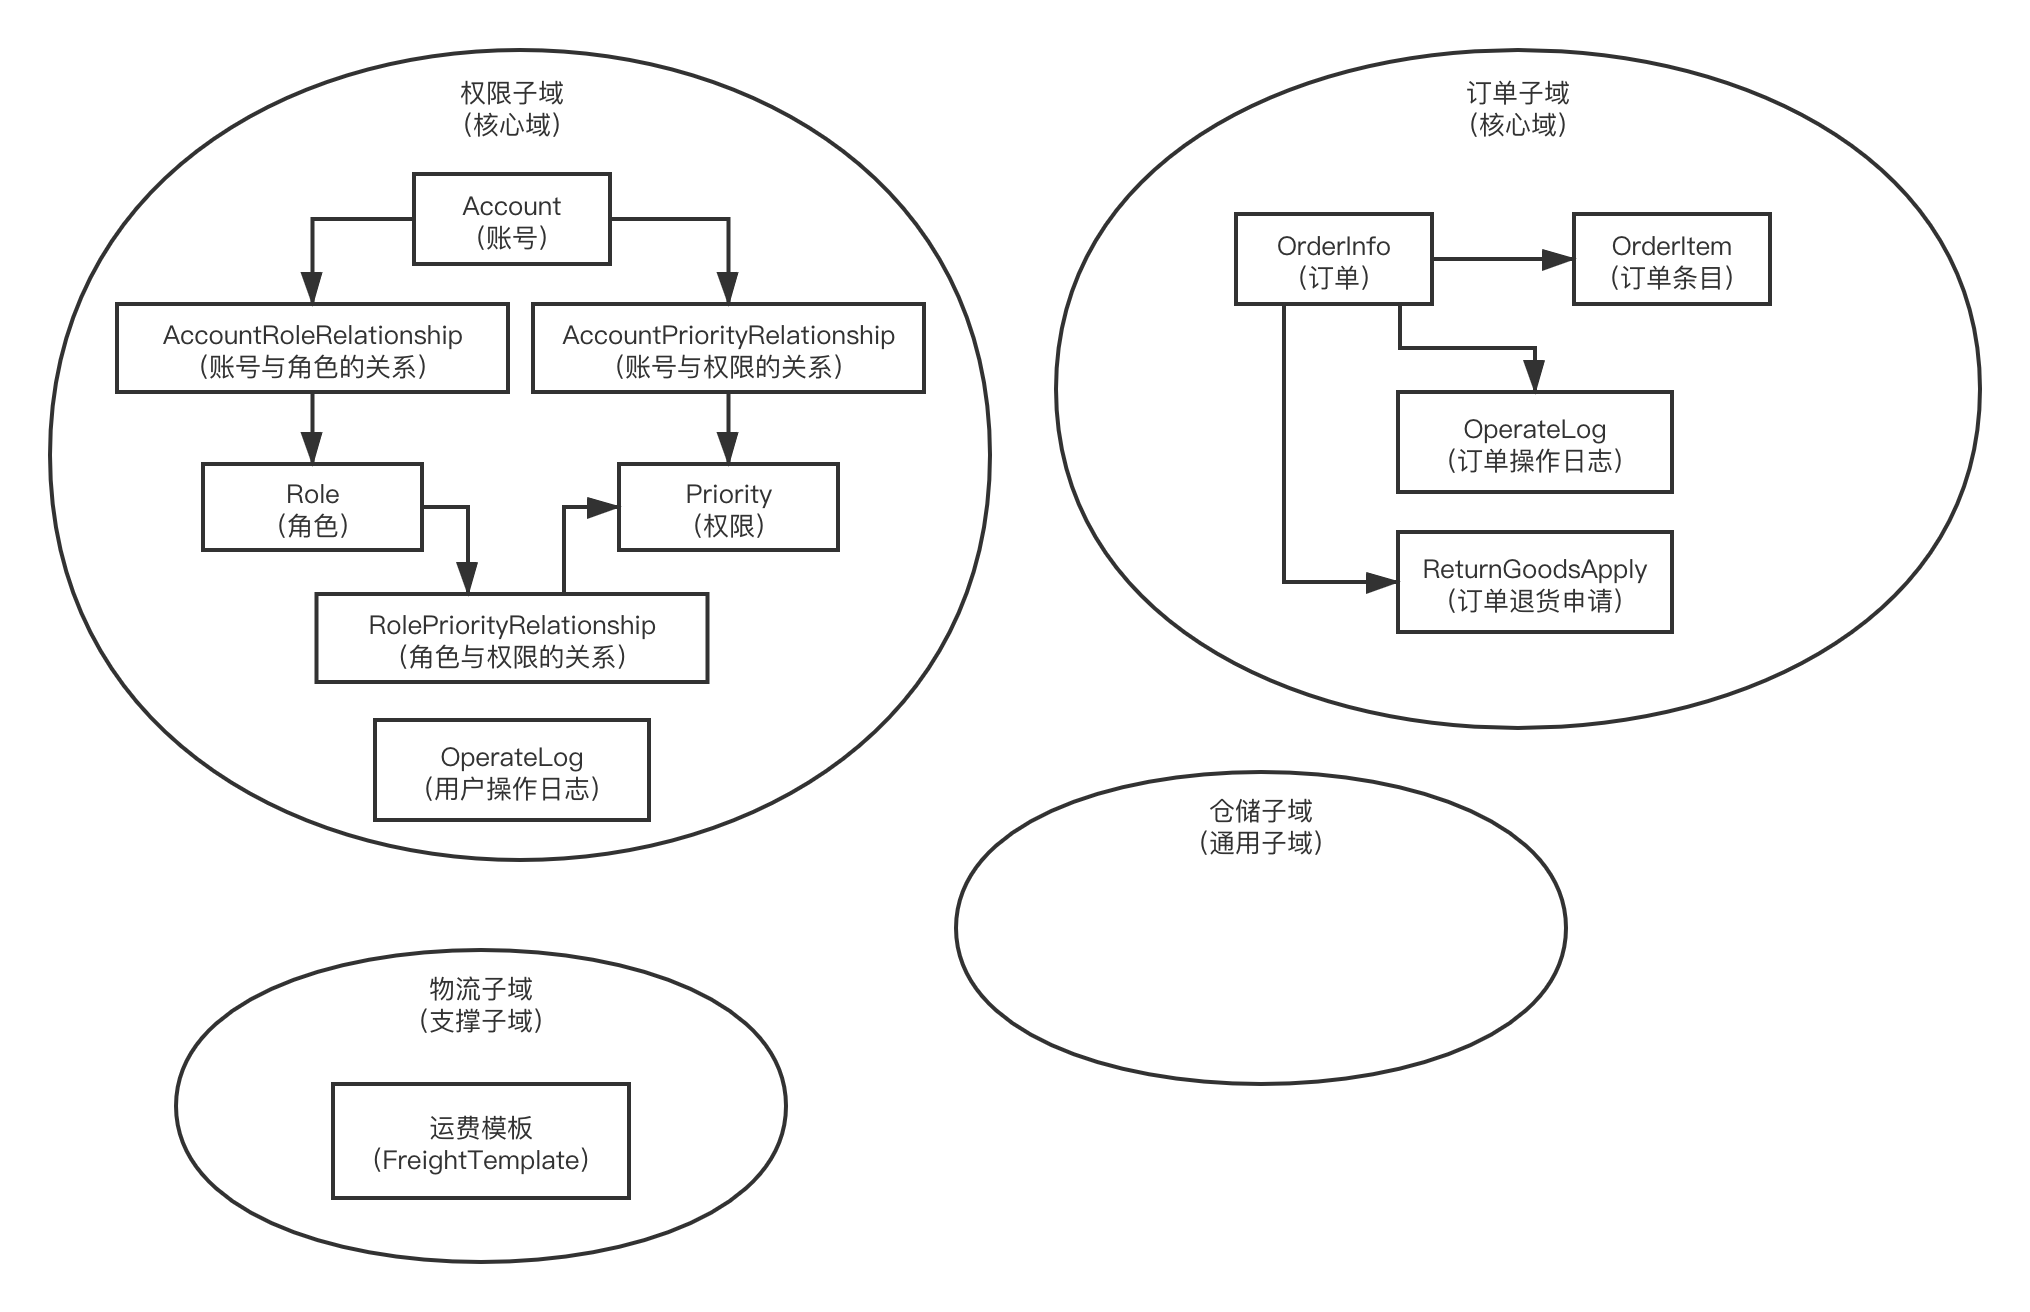 权限子域
(核心域)
Account
(账号)
AccountRoleRelationship
(账号与角色的关系)
AccountPriorityRelationship
(账号与权限的关系)
Role
(角色)
Priority
(权限)
RolePriorityRelationship
(角色与权限的关系)
OperateLog
(用户操作日志)
订单子域
(核心域)
OrderInfo
(订单)
OrderItem
(订单条目)
OperateLog
(订单操作日志)
ReturnGoodsApply
(订单退货申请)
仓储子域
(通用子域)
物流子域
(支撑子域)
运费模板
(FreightTemplate)